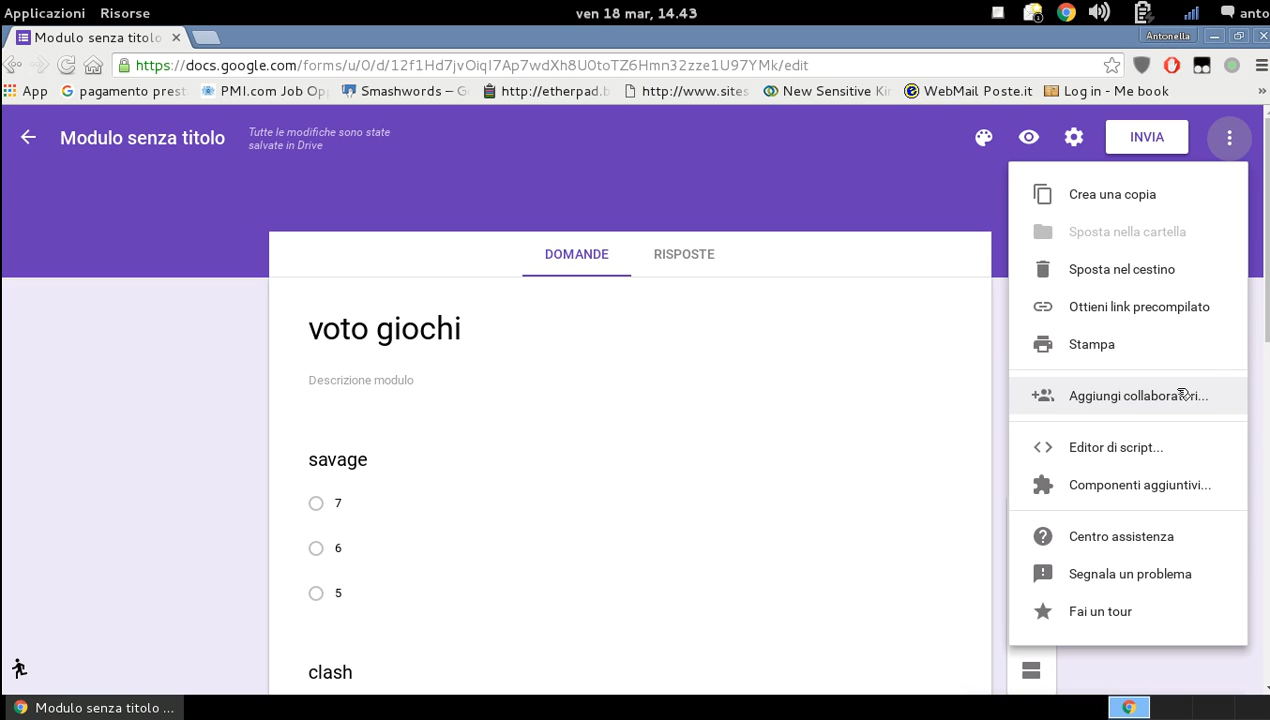 Applicazioni Risorse ven 18 mar, 14.43 1 anto
Modulo senza titolo Antonella
https://docs.google.com/forms/u/0/d/12f1Hd7jvOiqI7Ap7wdXh8U0toTZ6Hmn32zze1U97YMk/edit
App pagamento prest PMI.com Job Op Smashwords – G http://etherpad.b http://www.sites New Sensitive Kir WebMail Poste.it Log in - Me book
Modulo senza titolo
Tutte le modifiche sono state
salvate in Drive
INVIA
Crea una copia
Sposta nella cartella
Sposta nel cestino
Ottieni link precompilato
Stampa
Aggiungi collaboratori...
Editor di script...
Componenti aggiuntivi...
Centro assistenza
Segnala un problema
Fai un tour
DOMANDE RISPOSTE
voto giochi
Descrizione modulo
savage
7
6
5
clash
Modulo senza titolo ...